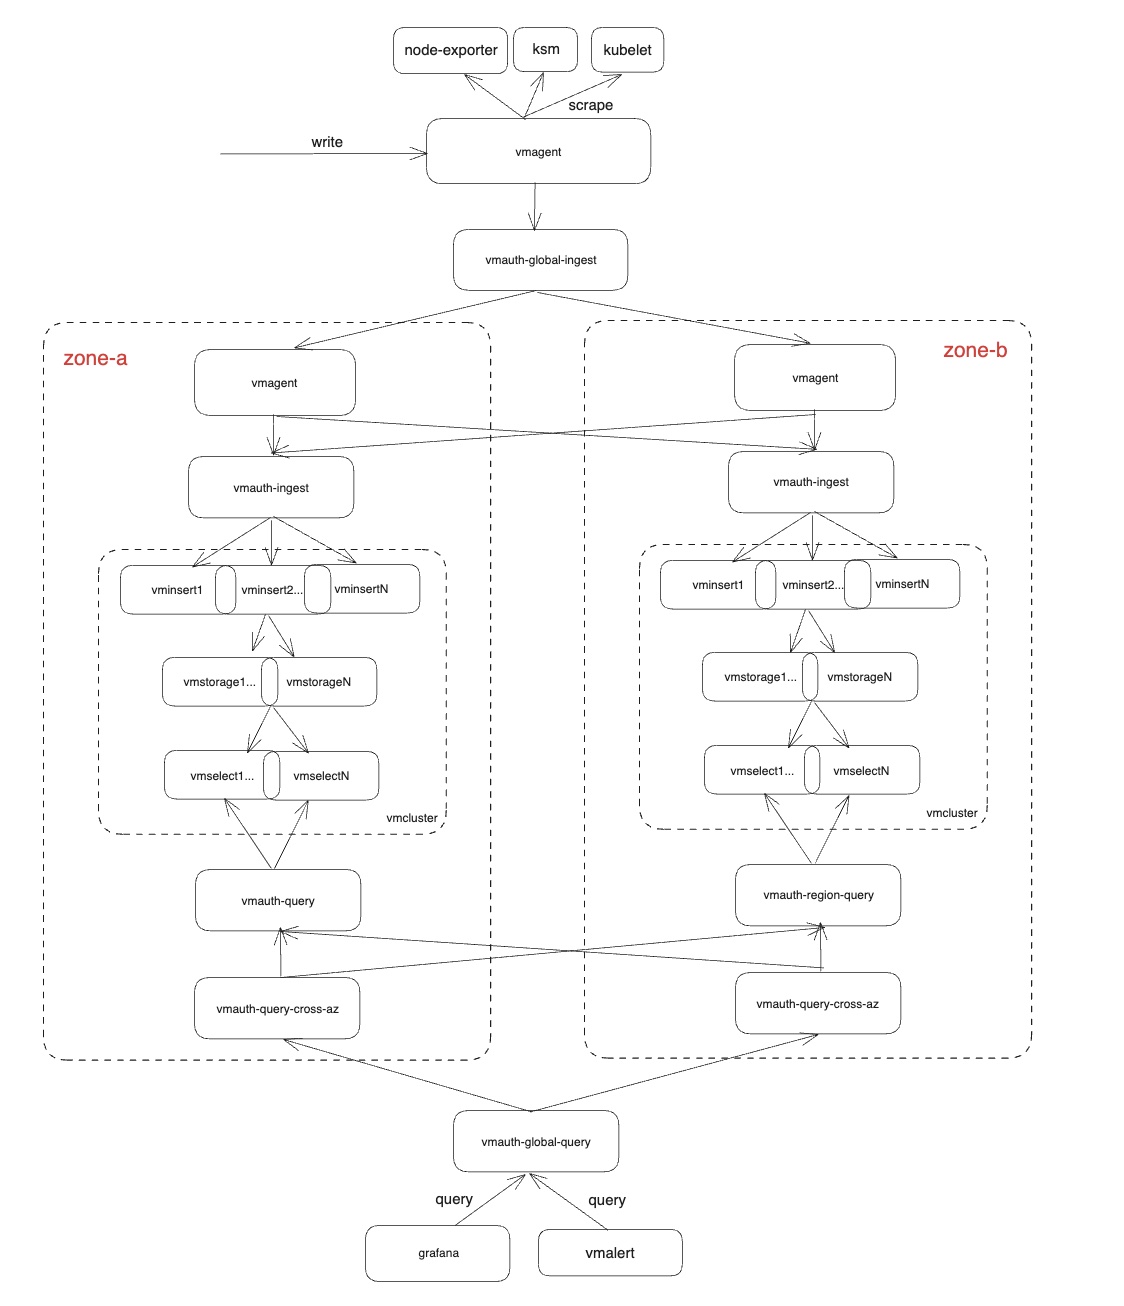 node-exporter
ksm
kubelet
scrape
write
vmagent
vmauth-global-ingest
zone-a
zone-b
vmagent
vmagent
vmauth-ingest
vmauth-ingest
vminsert1
vminsert2...
vminsertN
vminsert1
vminsert2...
vminsertN
vmstorage1...
vmstorageN
vmstorage1...
vmstorageN
vmselect1...
vmselectN
vmselect1...
vmselectN
vmcluster
vmcluster
vmauth-query
vmauth-region-query
vmauth-query-cross-az
vmauth-query-cross-az
vmauth-global-query
query
query
grafana
vmalert